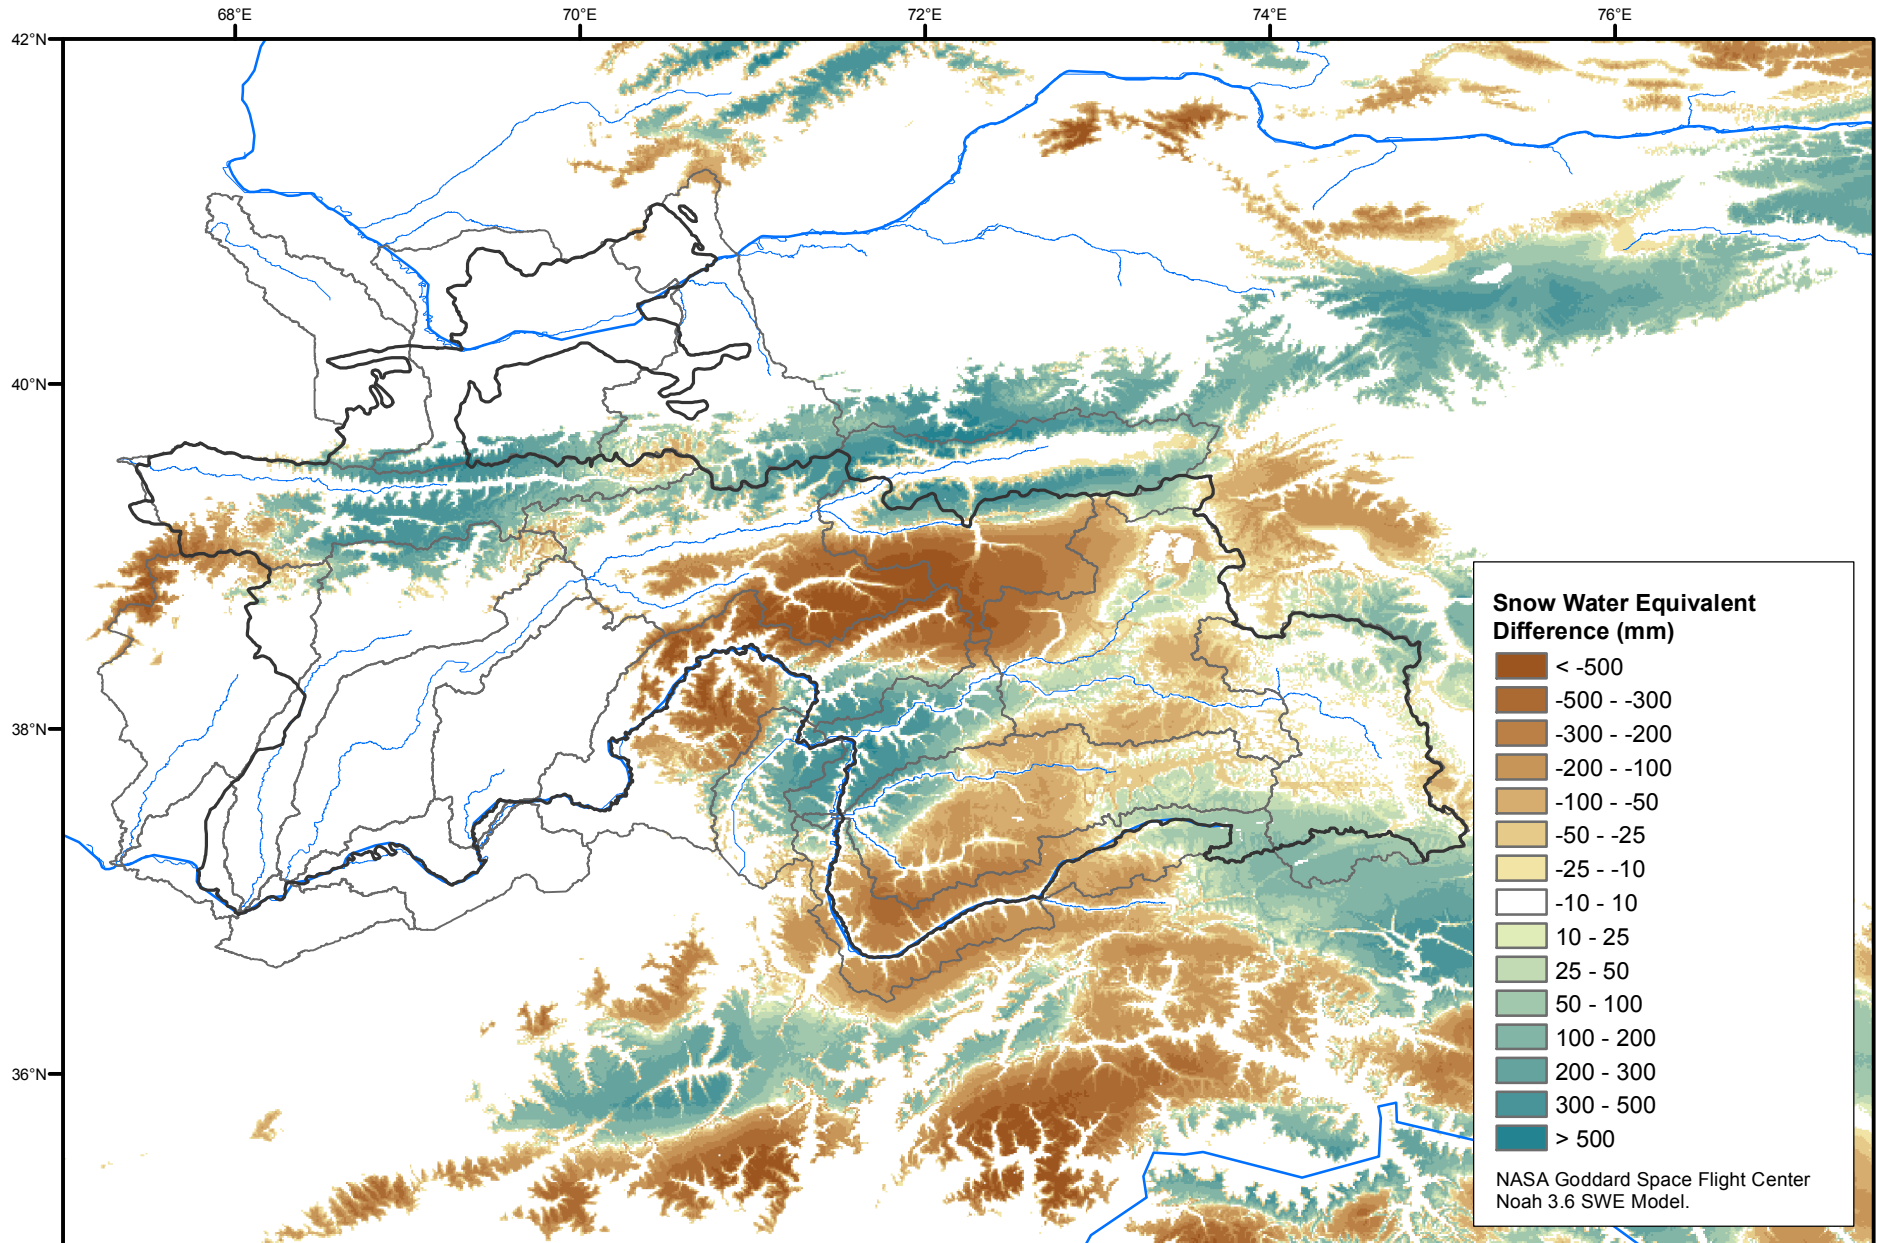 68°E 70°E 72°E 74°E 76°E
42°N
40°N
38°N
36°N
Snow Water Equivalent
Difference (mm)
< -500
-500 - -300
-300 - -200
-200 - -100
-100 - -50
-50 - -25
-25 - -10
-10 - 10
10 - 25
25 - 50
50 - 100
100 - 200
200 - 300
300 - 500
> 500
NASA Goddard Space Flight Center
Noah 3.6 SWE Model.